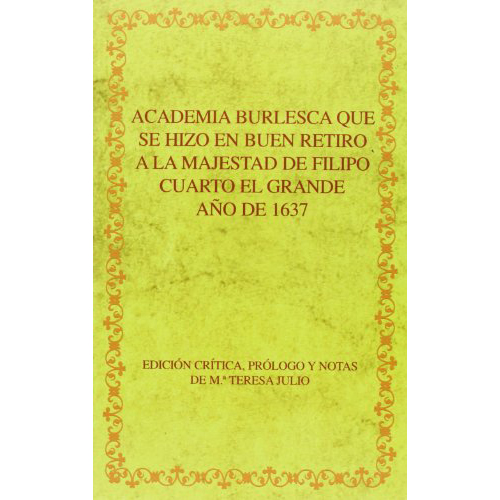 ACADEMIA BURLESCA QUE
SE HIZO EN BUEN RETIRO
A LA MAJESTAD DE FILIPO
CUARTO EL GRANDE
AÑO DE 1637
EDICIÓN CRÍTICA, PRÓLOGO Y NOTAS
DE M.ª TERESA JULIO